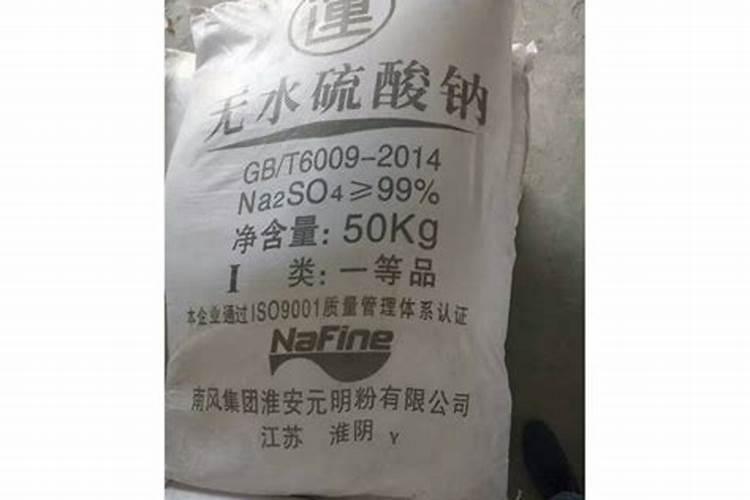 運
无水硫酸钠
GB/T6009-2014
Na2SO4≥99%
净含量: 50Kg
I 类: 一等品
本企业通过ISO9001质量管理体系认证
NaFine
南风集团淮安元明粉有限公司
江苏 淮阴 Y